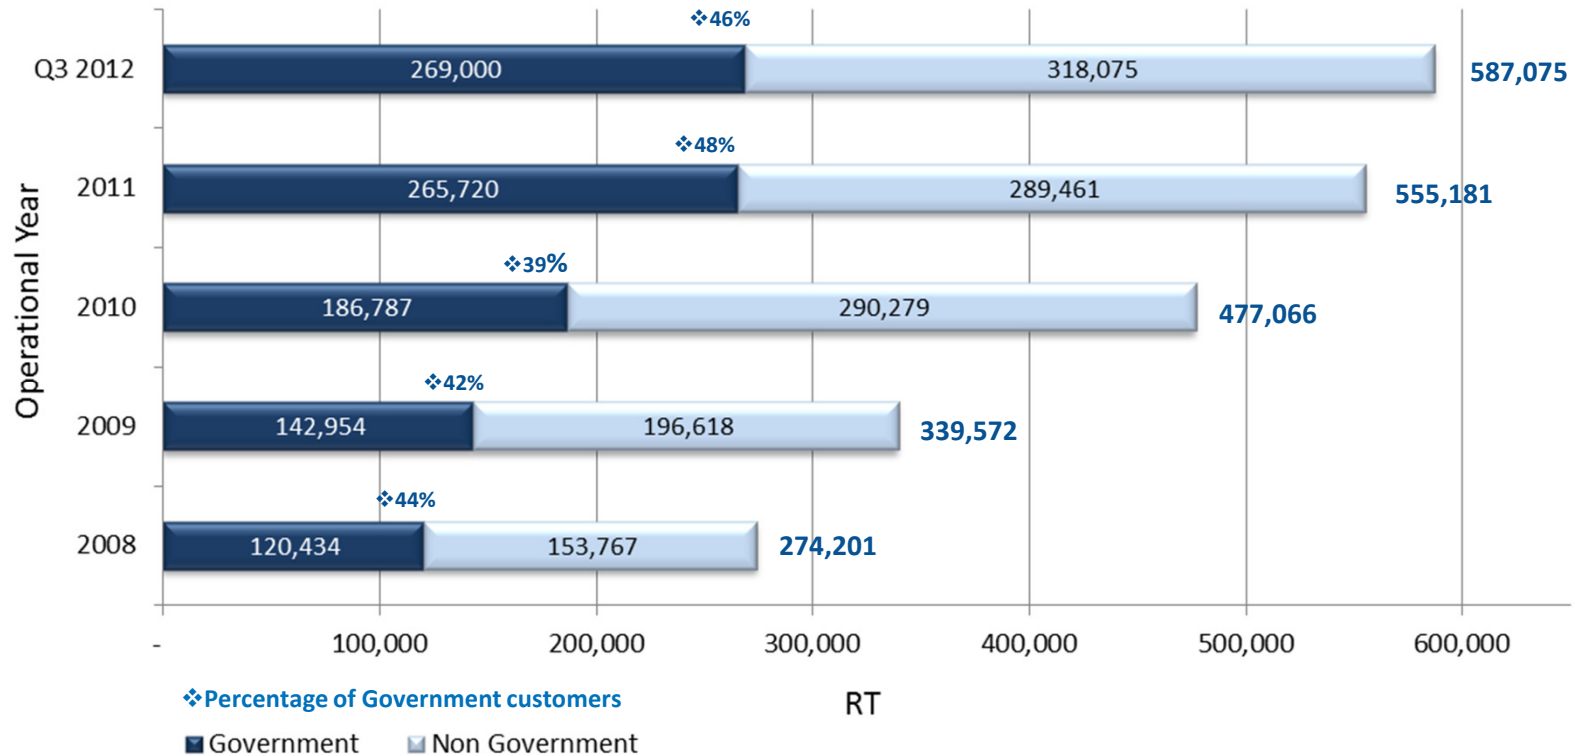 ❖46%
Q3 2012 269,000 318,075 587,075
❖48%
2011 265,720 289,461 555,181
❖39%
2010 186,787 290,279 477,066
❖42%
2009 142,954 196,618 339,572
❖44%
2008 120,434 153,767 274,201
Operational Year
- 100,000 200,000 300,000 400,000 500,000 600,000
❖Percentage of Government customers
RT
Government Non Government